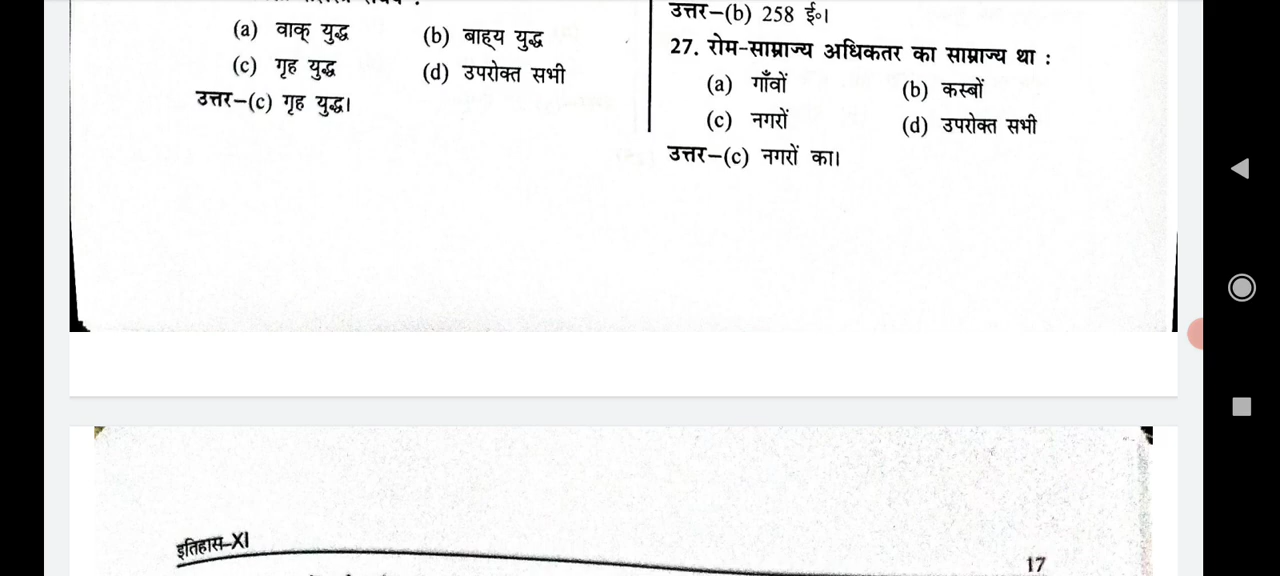 (a) वाक् युद्ध
(b) बाह्य युद्ध
(c) गृह युद्ध
(d) उपरोक्त सभी
उत्तर–(c) गृह युद्ध।
उत्तर–(b) 258 ई०।
27. रोम-साम्राज्य अधिकतर का साम्राज्य था :
(a) गाँवों
(b) कस्बों
(c) नगरों
(d) उपरोक्त सभी
उत्तर–(c) नगरों का।
इतिहास–XI
17